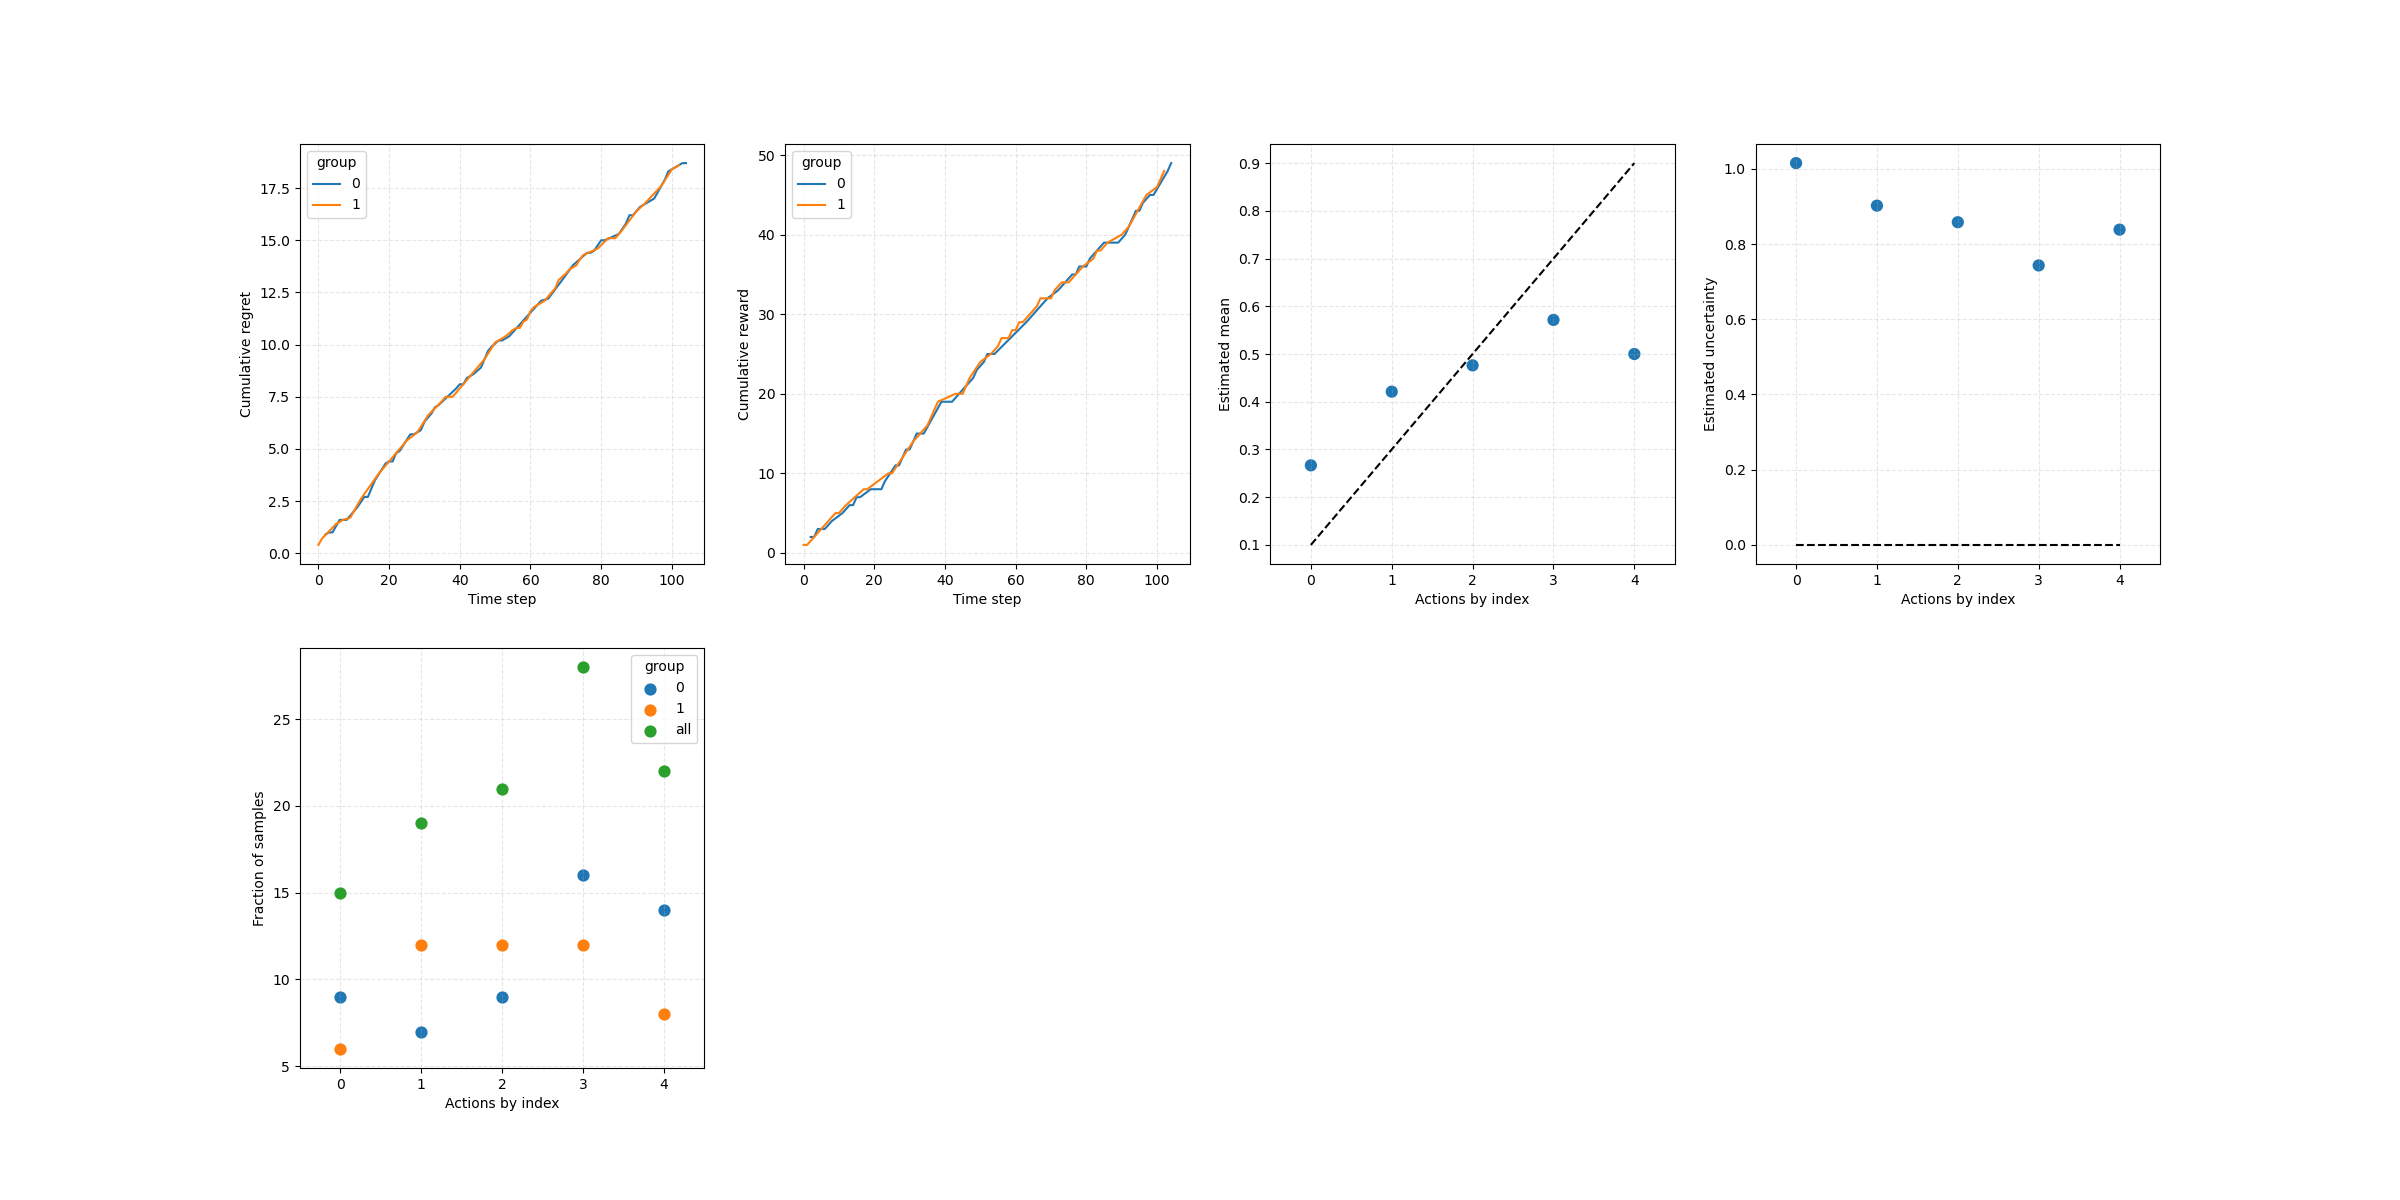 group
0
1
17.5
15.0
12.5
10.0
7.5
5.0
2.5
0.0
Cumulative regret
0 20 40 60 80 100
Time step
group
0
1
50
40
30
20
10
0
Cumulative reward
0 20 40 60 80 100
Time step
0.9
0.8
0.7
0.6
0.5
0.4
0.3
0.2
0.1
Estimated mean
0 1 2 3 4
Actions by index
1.0
0.8
0.6
0.4
0.2
0.0
Estimated uncertainty
0 1 2 3 4
Actions by index
group
0
1
all
25
20
15
10
5
Fraction of samples
0 1 2 3 4
Actions by index